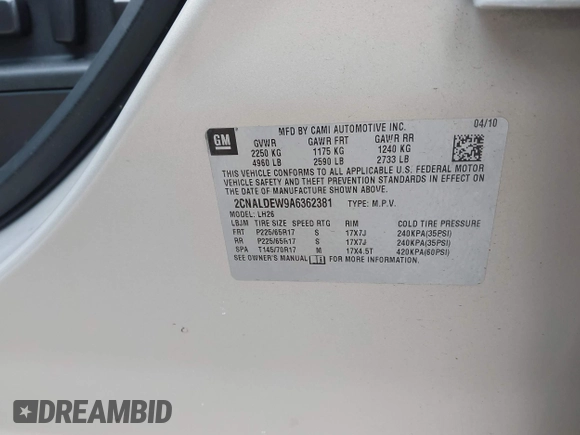 GM
MFD BY CAMI AUTOMOTIVE INC. 04/10
GVWR GAWR FRT GAWR RR
2250 KG 1175 KG 1240 KG
4960 LB 2590 LB 2733 LB
THIS VEHICLE CONFORMS TO ALL APPLICABLE U.S. FEDERAL MOTOR
VEHICLE SAFETY AND THEFT PREVENTION STANDARDS IN EFFECT ON THE
DATE OF MANUFACTURE SHOWN ABOVE.
2CNALDEW9A6362381 TYPE: M.P.V.
MODEL: LH26
LBJM TIRE SIZE SPEED RTG RIM COLD TIRE PRESSURE
FRT P225/65R17 S 17X7J 240KPA(35PSI)
RR P225/65R17 S 17X7J 240KPA(35PSI)
SPA T145/70R17 M 17X4.5T 420KPA(60PSI)
SEE OWNER'S MANUAL FOR MORE INFORMATION.
DREAMBID